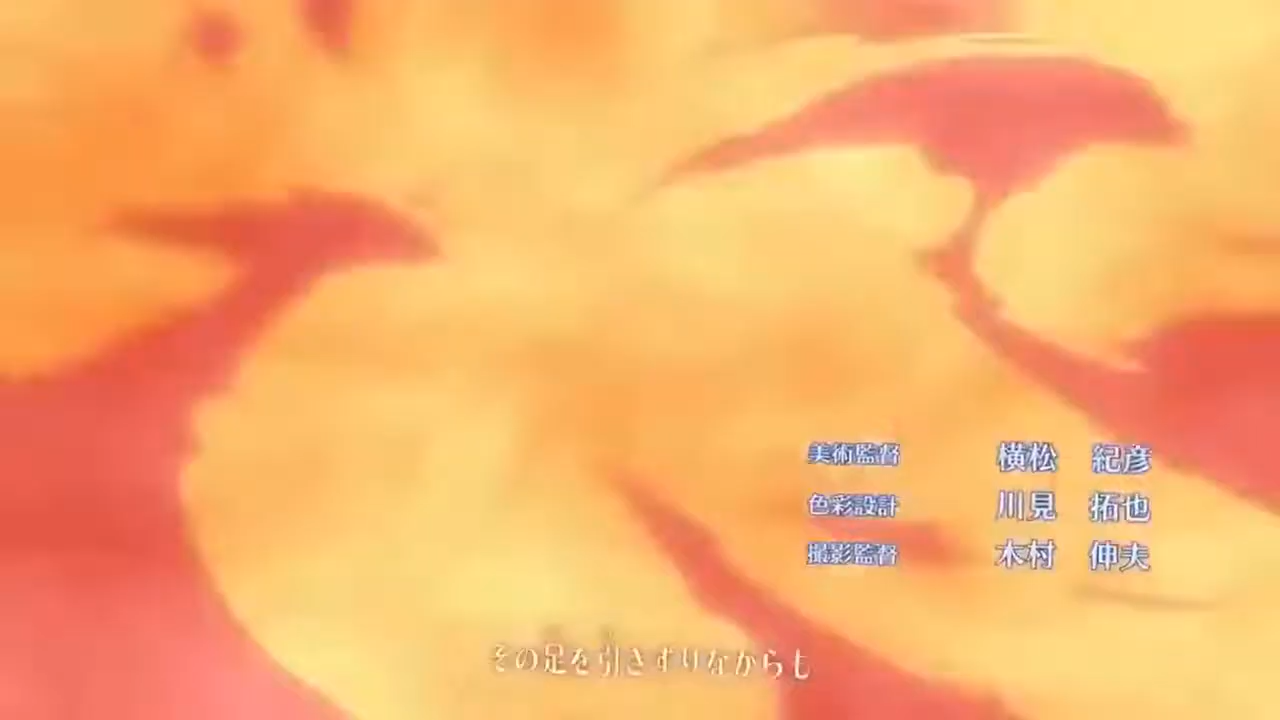 美術監督 横松 紀彦
色彩設計 川見 拓也
撮影監督 木村 伸夫
その足を引きずりながらも